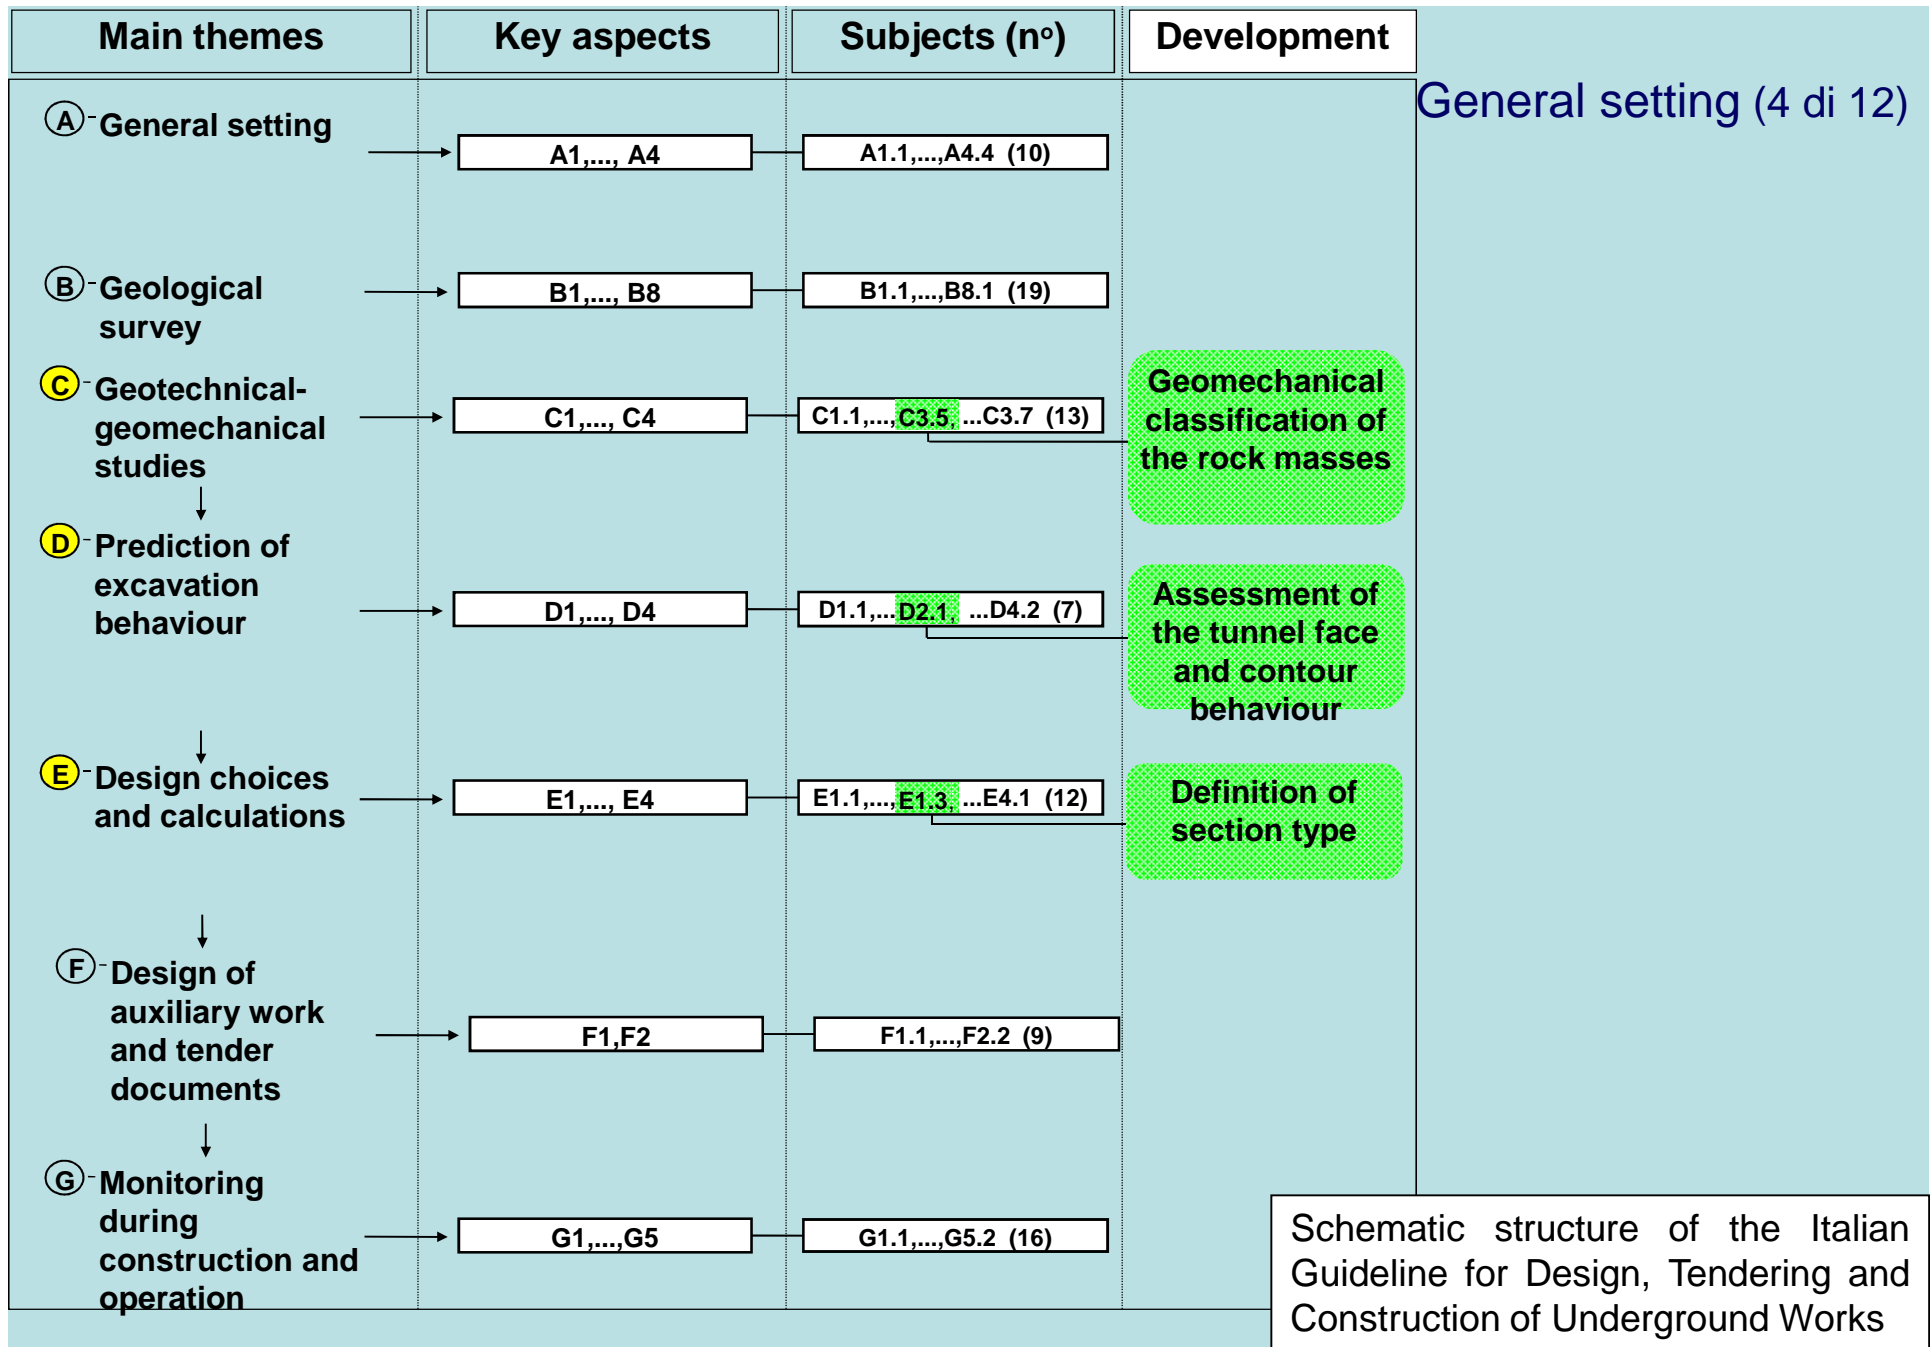 Main themes
Key aspects
Subjects (nº)
Development
General setting (4 di 12)
A
General setting
A1,..., A4
A1.1,...,A4.4 (10)
B
Geological
survey
B1,..., B8
B1.1,...,B8.1 (19)
C
Geotechnical-
geomechanical
studies
C1,..., C4
C1.1,...,C3.5, ...C3.7 (13)
Geomechanical
classification of
the rock masses
D
Prediction of
excavation
behaviour
D1,..., D4
D1.1,...D2.1, ...D4.2 (7)
Assessment of
the tunnel face
and contour
behaviour
E
Design choices
and calculations
E1,..., E4
E1.1,...,E1.3, ...E4.1 (12)
Definition of
section type
F
Design of
auxiliary work
and tender
documents
F1,F2
F1.1,...,F2.2 (9)
G
Monitoring
during
construction and
operation
G1,...,G5
G1.1,...,G5.2 (16)
Schematic structure of the Italian
Guideline for Design, Tendering and
Construction of Underground Works